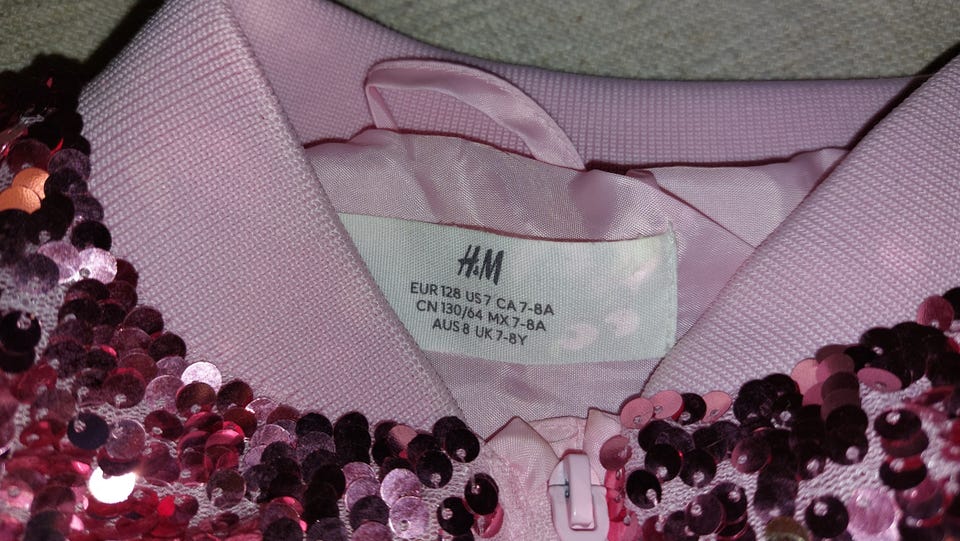 H&M
EUR 128 US 7 CA 7-8A
CN 130/64 MX 7-8A
AUS 8 UK 7-8Y